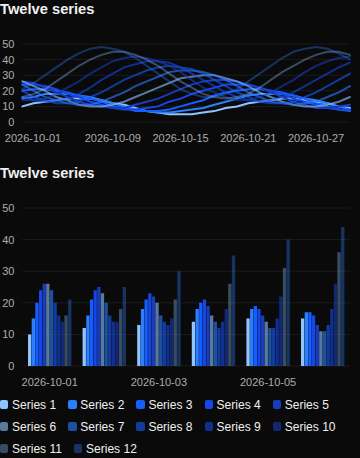 Twelve series
50
40
30
20
10
0
2026-10-01 2026-10-09 2026-10-15 2026-10-21 2026-10-27
Twelve series
50
40
30
20
10
0
2026-10-01 2026-10-03 2026-10-05
Series 1 Series 2 Series 3 Series 4 Series 5
Series 6 Series 7 Series 8 Series 9 Series 10
Series 11 Series 12